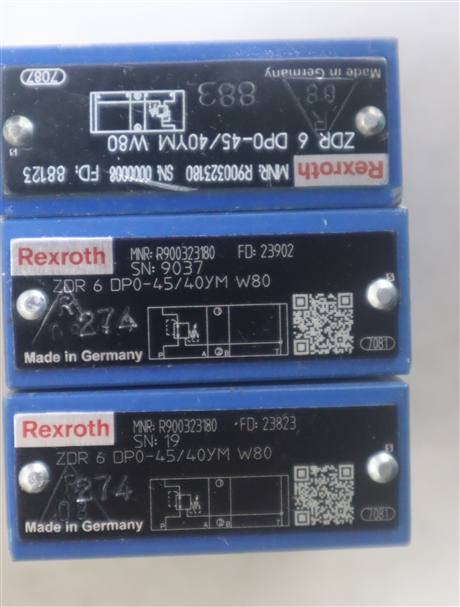 Rexroth MNR: R900323180 SN: 0000008 FD: 88123
ZDR 6 DP0-45/40YM W80
883
Made in Germany
7087
Rexroth MNR: R900323180 FD: 23902
SN: 9037
ZDR 6 DP0-45/40YM W80
274
P A ② B T
Made in Germany
7081
Rexroth MNR: R900323180 FD: 23823
SN: 19
ZDR 6 DP0-45/40YM W80
274
P A ② B T
Made in Germany
7081